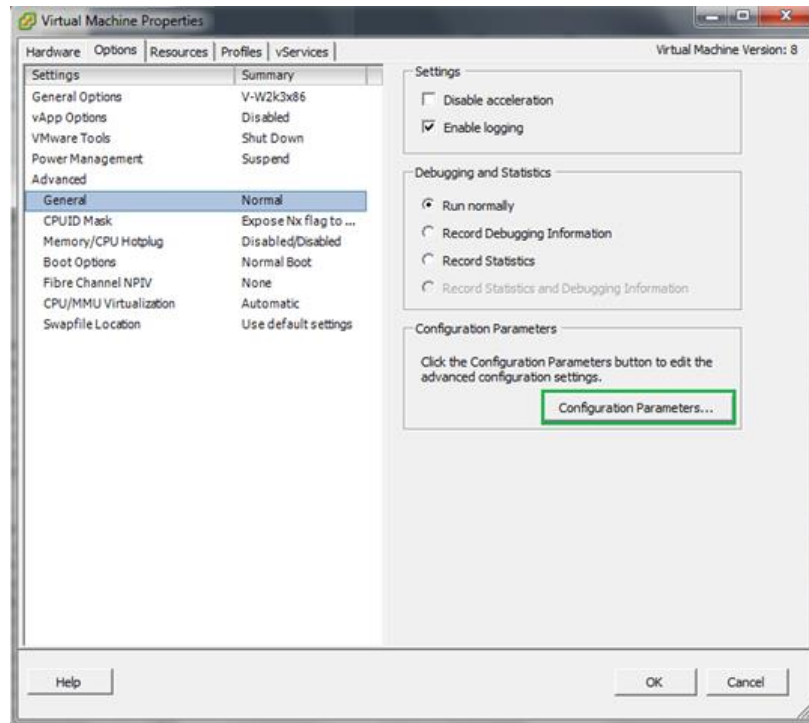 Virtual Machine Properties
Hardware Options Resources Profiles vServices Virtual Machine Version: 8
Settings Summary
General Options V-W2k3x86
vApp Options Disabled
VMware Tools Shut Down
Power Management Suspend
Advanced
General Normal
CPUID Mask Expose Nx flag to ...
Memory/CPU Hotplug Disabled/Disabled
Boot Options Normal Boot
Fibre Channel NPIV None
CPU/MMU Virtualization Automatic
Swapfile Location Use default settings
Settings
Disable acceleration
Enable logging
Debugging and Statistics
Run normally
Record Debugging Information
Record Statistics
Record Statistics and Debugging Information
Configuration Parameters
Click the Configuration Parameters button to edit the
advanced configuration settings.
Configuration Parameters...
Help OK Cancel